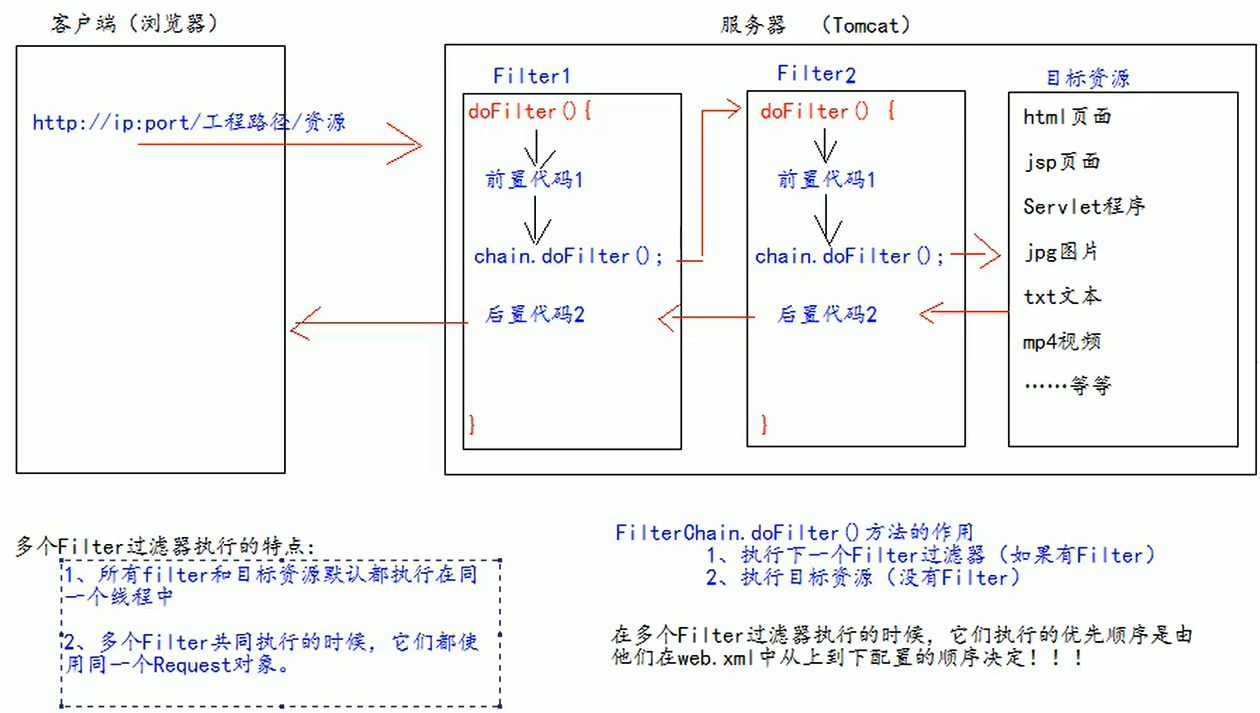 客户端（浏览器）
http://ip:port/工程路径/资源
服务器 （Tomcat）
Filter1
doFilter(){
前置代码1
chain.doFilter();
后置代码2
}
Filter2
doFilter() {
前置代码1
chain.doFilter();
后置代码2
}
目标资源
html页面
jsp页面
Servlet程序
jpg图片
txt文本
mp4视频
……等等
多个Filter过滤器执行的特点:
1、所有filter和目标资源默认都执行在同
一个线程中
2、多个Filter共同执行的时候，它们都使
用同一个Request对象。
FilterChain.doFilter()方法的作用
1、执行下一个Filter过滤器（如果有Filter）
2、执行目标资源（没有Filter）
在多个Filter过滤器执行的时候，它们执行的优先顺序是由
他们在web.xml中从上到下配置的顺序决定！！！